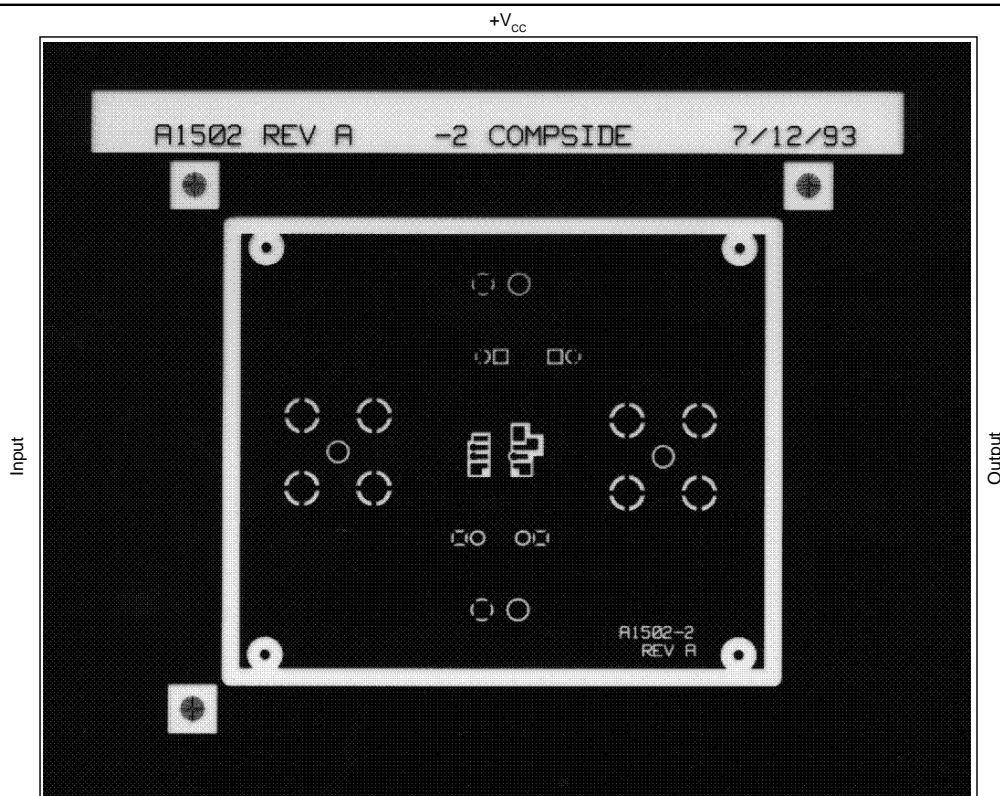 +Vcc
A1502 REV A -2 COMPSIDE 7/12/93
Input
Output
A1502-2
REV A